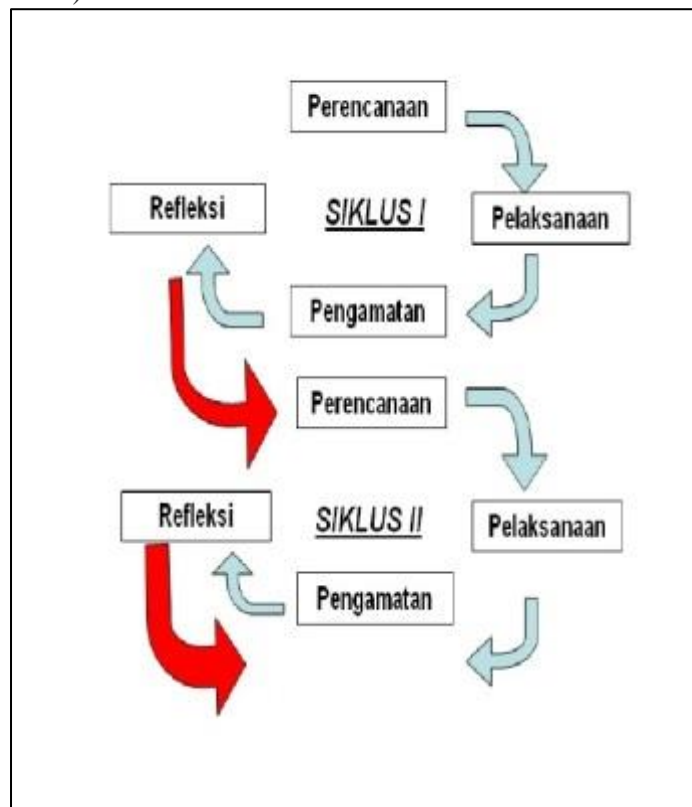 Perencanaan
Refleksi
SIKLUS I
Pelaksanaan
Pengamatan
Perencanaan
Refleksi
SIKLUS II
Pelaksanaan
Pengamatan